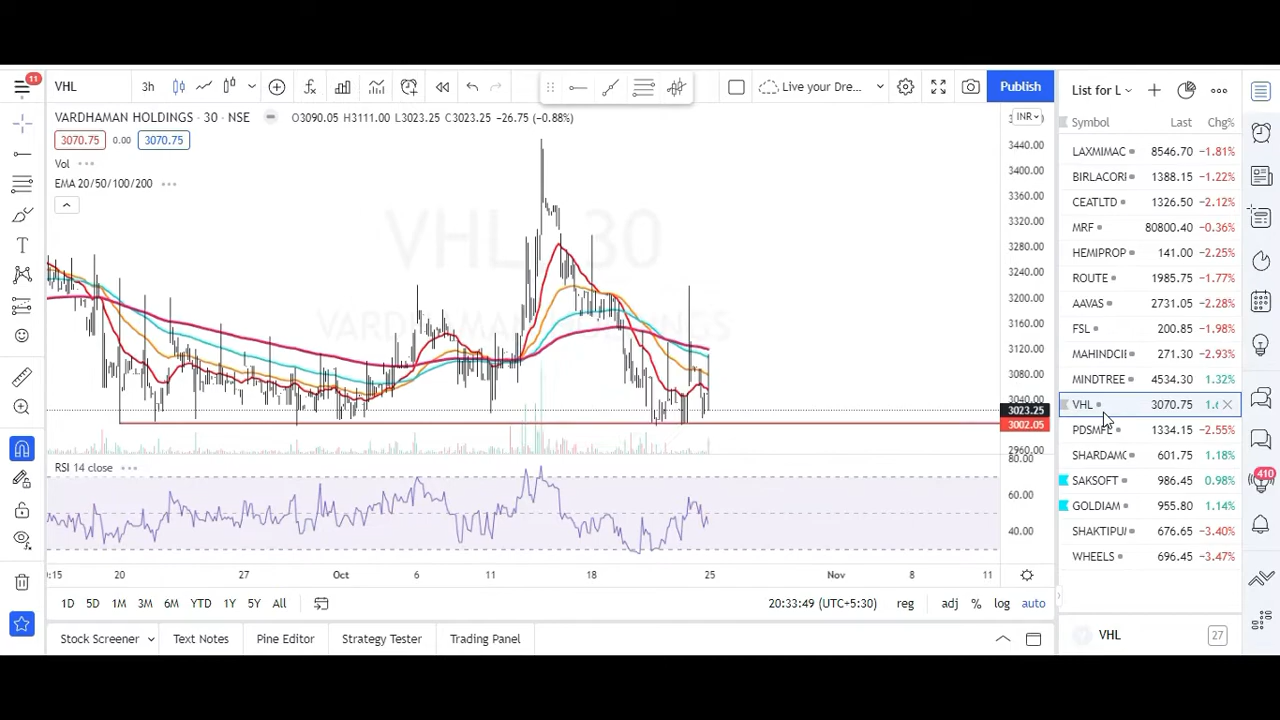 11
VHL
3h
Live your Dre...
Publish
List for L
VARDHAMAN HOLDINGS · 30 · NSE
O3090.05 H3111.00 L3023.25 C3023.25 −26.75 (−0.88%)
INR
3070.75 0.00 3070.75
Vol
EMA 20/50/100/200
VHL 30
VARDHAMAN HOLDINGS
3440.00
3400.00
3360.00
3320.00
3280.00
3240.00
3200.00
3160.00
3120.00
3080.00
3040.00
3023.25
3002.05
2960.00
RSI 14 close
80.00
60.00
40.00
20 27 Oct 6 11 18 25 Nov 8 11
1D 5D 1M 3M 6M YTD 1Y 5Y All
20:33:49 (UTC+5:30) reg adj % log auto
Stock Screener Text Notes Pine Editor Strategy Tester Trading Panel
Symbol Last Chg%
LAXMIMAC 8546.70 −1.81%
BIRLACORI 1388.15 −1.22%
CEATLTD 1326.50 −2.12%
MRF 80800.40 −0.36%
HEMIPROP 141.00 −2.25%
ROUTE 1985.75 −1.77%
AAVAS 2731.05 −2.28%
FSL 200.85 −1.98%
MAHINDCII 271.30 −2.93%
MINDTREE 4534.30 1.32%
VHL 3070.75
1334.15 −2.55%
SHARDAMC 601.75 1.18%
SAKSOFT 986.45 0.98%
GOLDIAM 955.80 1.14%
SHAKTIPU 676.65 −3.40%
WHEELS 696.45 −3.47%
VHL 27
410